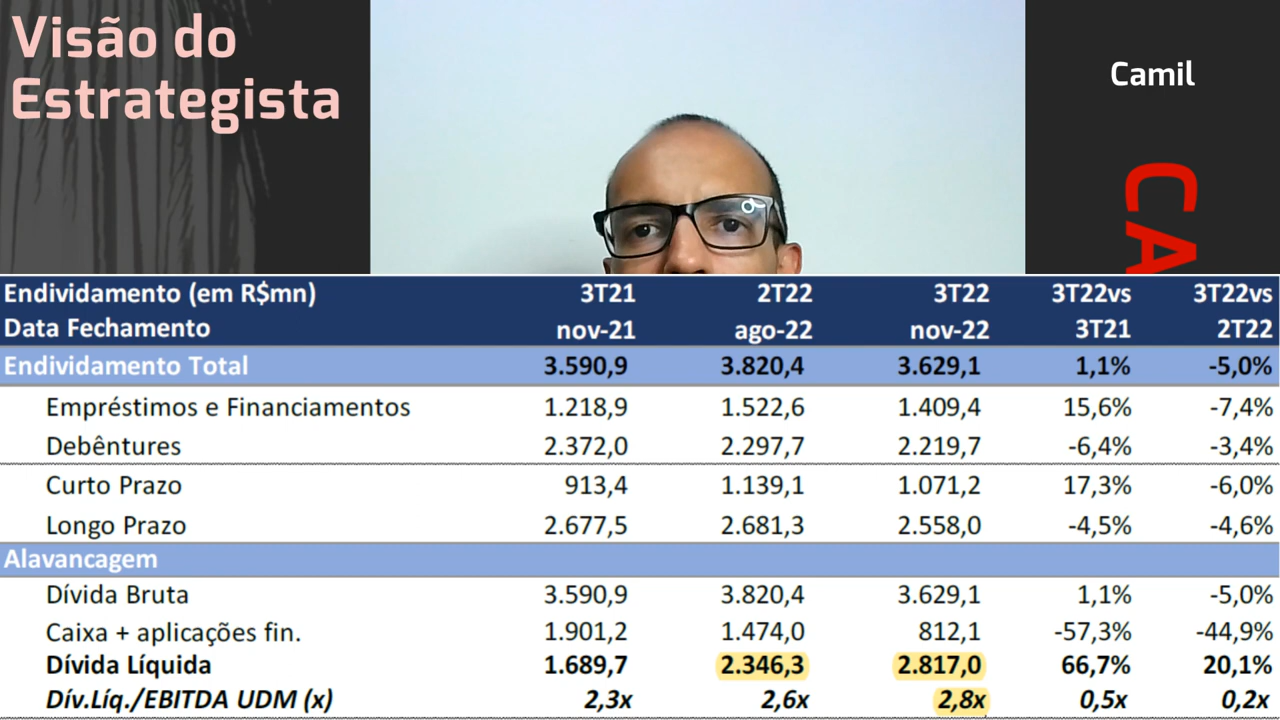 Visão do
Estrategista
Camil
CA
Endividamento (em R$mn) 3T21 2T22 3T22 3T22vs 3T22vs
Data Fechamento nov-21 ago-22 nov-22 3T21 2T22
Endividamento Total 3.590,9 3.820,4 3.629,1 1,1% -5,0%
Empréstimos e Financiamentos 1.218,9 1.522,6 1.409,4 15,6% -7,4%
Debêntures 2.372,0 2.297,7 2.219,7 -6,4% -3,4%
Curto Prazo 913,4 1.139,1 1.071,2 17,3% -6,0%
Longo Prazo 2.677,5 2.681,3 2.558,0 -4,5% -4,6%
Alavancagem
Dívida Bruta 3.590,9 3.820,4 3.629,1 1,1% -5,0%
Caixa + aplicações fin. 1.901,2 1.474,0 812,1 -57,3% -44,9%
Dívida Líquida 1.689,7 2.346,3 2.817,0 66,7% 20,1%
Dív.Líq./EBITDA UDM (x) 2,3x 2,6x 2,8x 0,5x 0,2x